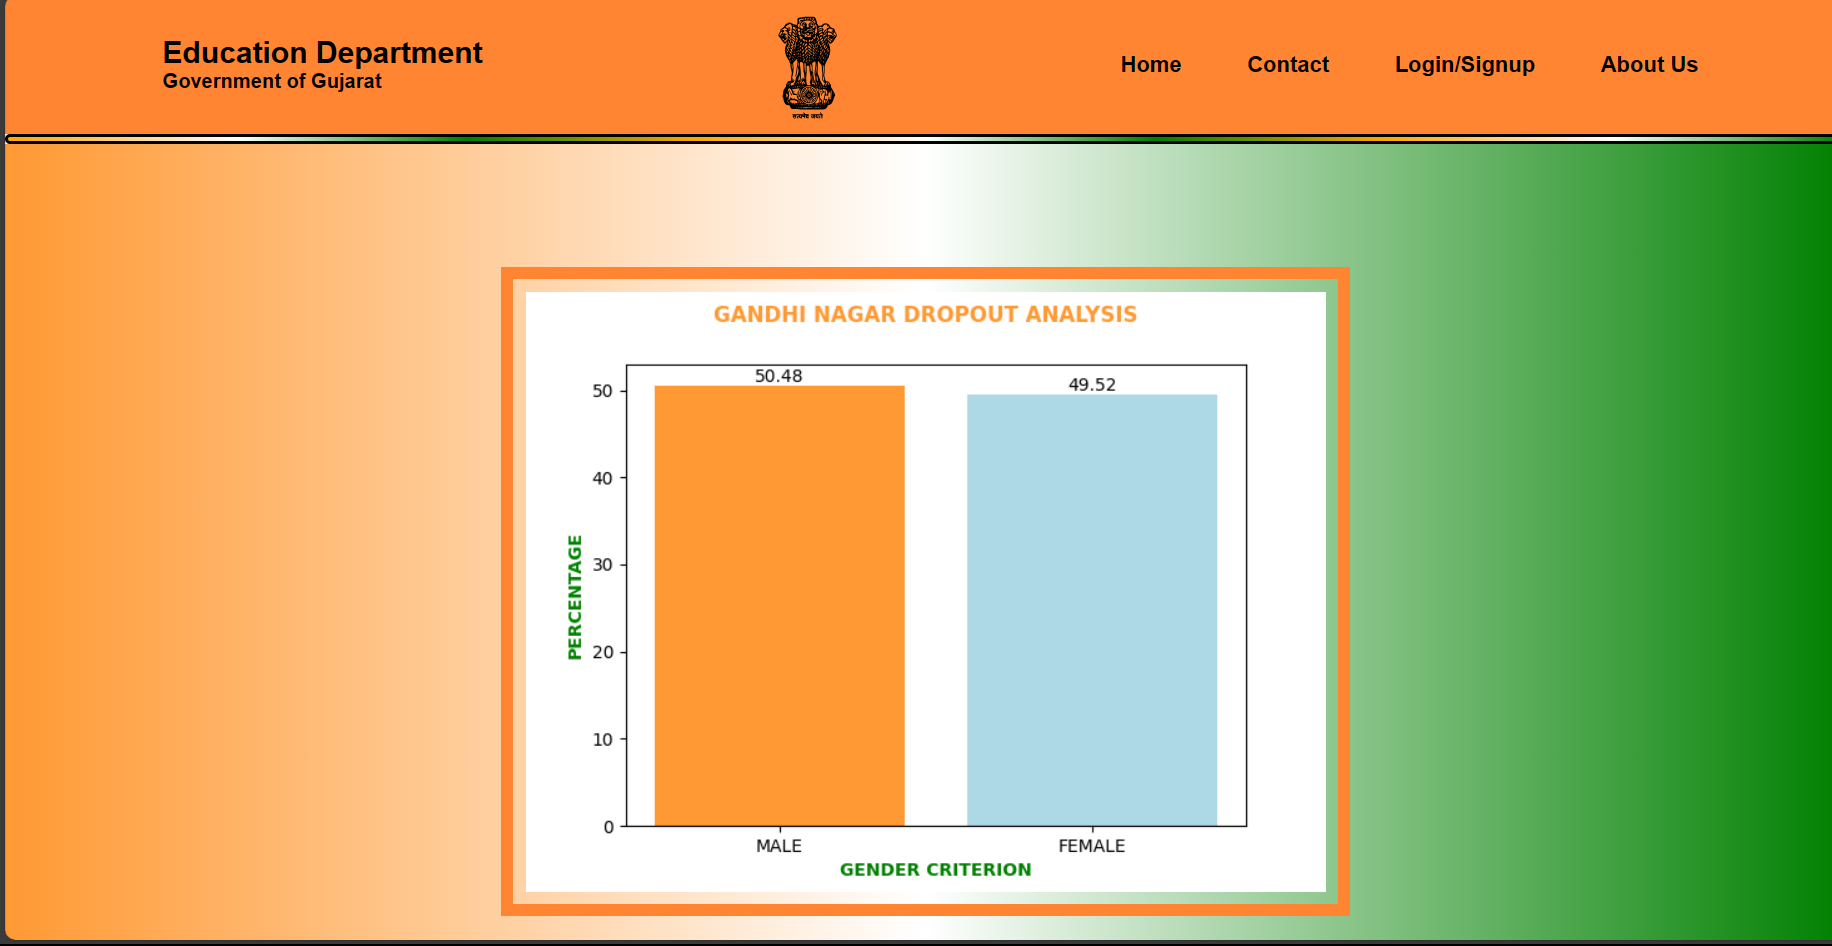 Education Department
Government of Gujarat
सत्यमेव जयते
Home Contact Login/Signup About Us
GANDHI NAGAR DROPOUT ANALYSIS
50.48
49.52
50
40
30
20
10
0
PERCENTAGE
MALE FEMALE
GENDER CRITERION